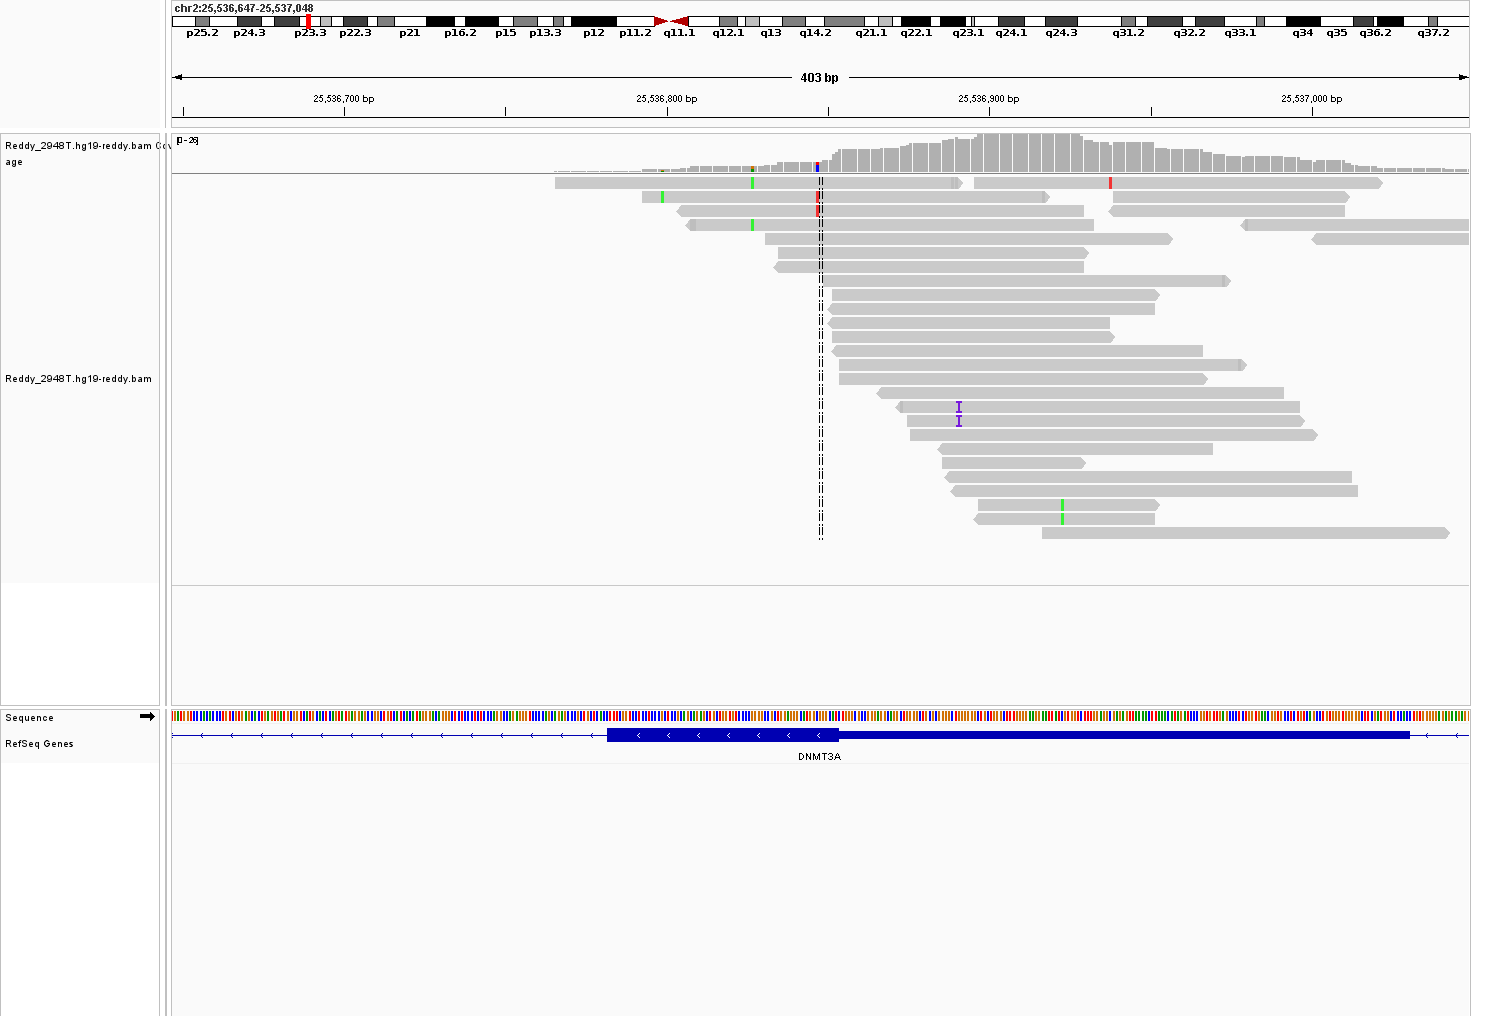 chr2:25,536,647-25,537,048
p25.2 p24.3 p23.3 p22.3 p21 p16.2 p15 p13.3 p12 p11.2 q11.1 q12.1 q13 q14.2 q21.1 q22.1 q23.1 q24.1 q24.3 q31.2 q32.2 q33.1 q34 q35 q36.2 q37.2
403 bp
25,536,700 bp 25,536,800 bp 25,536,900 bp 25,537,000 bp
[0-26]
Reddy_2948T.hg19-reddy.bam Cov
age
Reddy_2948T.hg19-reddy.bam
Sequence
RefSeq Genes
DNMT3A